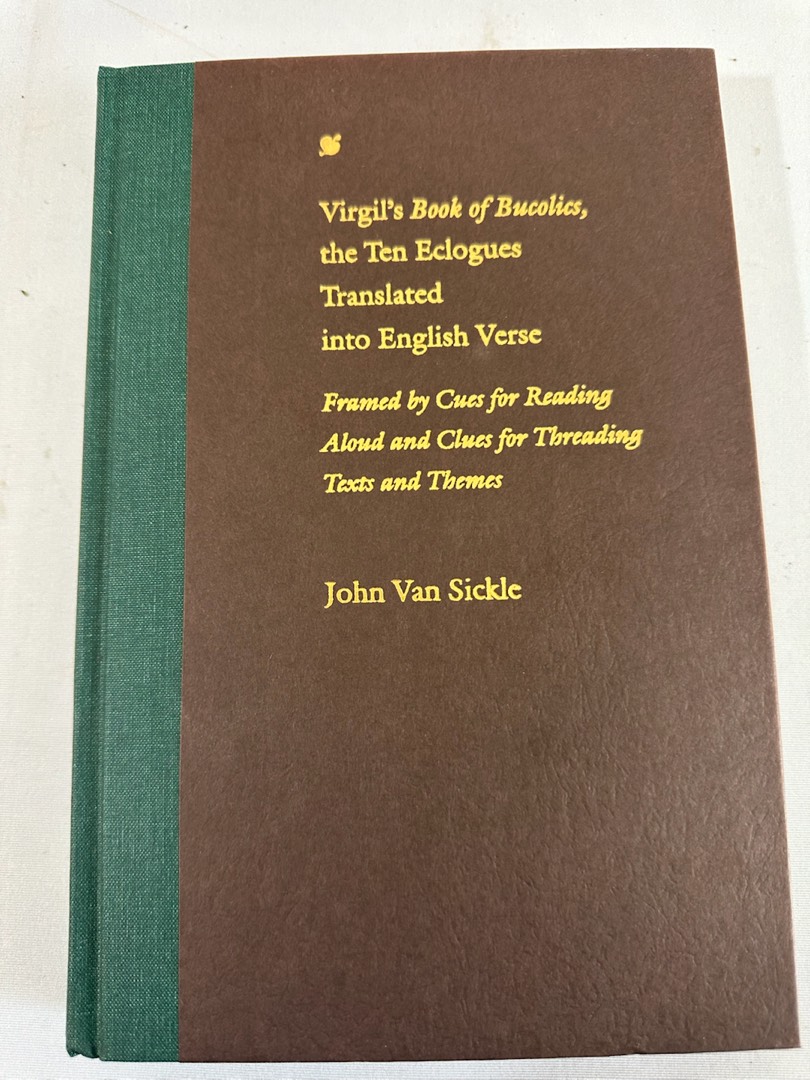 Virgil's Book of Bucolics,
the Ten Eclogues
Translated
into English Verse
Framed by Cues for Reading
Aloud and Clues for Threading
Texts and Themes
John Van Sickle